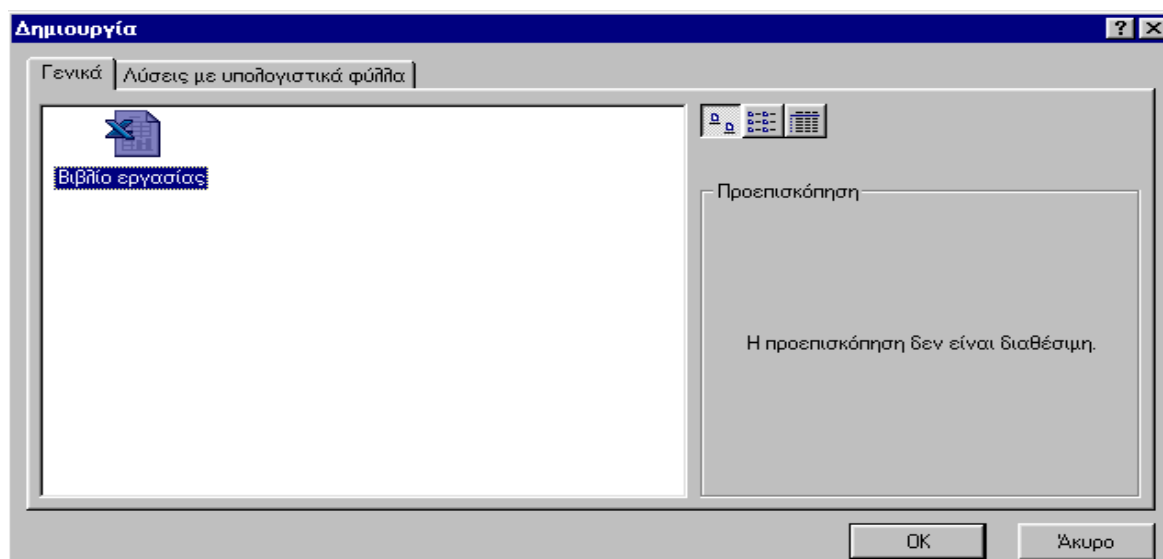 Δημιουργία
Γενικά
Λύσεις με υπολογιστικά φύλλα
Βιβλίο εργασίας
Προεπισκόπηση
Η προεπισκόπηση δεν είναι διαθέσιμη.
OK
Άκυρο